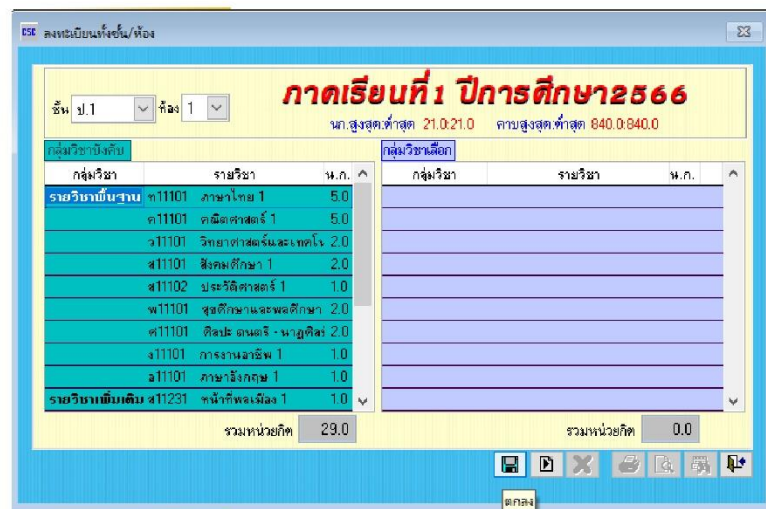 CSC ลงทะเบียนทั้งชั้น/ห้อง
ภาคเรียนที่1 ปีการศึกษา2566
ชั้น ป.1 ห้อง 1
นก.สูงสุด:ต่ำสุด 21.0:21.0 คาบสูงสุด:ต่ำสุด 840.0:840.0
กลุ่มวิชาบังคับ กลุ่มวิชาเลือก
กลุ่มวิชา รายวิชา น.ก. กลุ่มวิชา รายวิชา น.ก.
รายวิชาพื้นฐาน ท11101 ภาษาไทย 1 5.0
ค11101 คณิตศาสตร์ 1 5.0
ว11101 วิทยาศาสตร์และเทคโน 2.0
ส11101 สังคมศึกษา 1 2.0
ส11102 ประวัติศาสตร์ 1 1.0
พ11101 สุขศึกษาและพลศึกษา 2.0
ศ11101 ศิลปะ ดนตรี - นาฏศิลป์ 2.0
ง11101 การงานอาชีพ 1 1.0
อ11101 ภาษาอังกฤษ 1 1.0
รายวิชาเพิ่มเติม ส11231 หน้าที่พลเมือง 1 1.0
รวมหน่วยกิต 29.0 รวมหน่วยกิต 0.0
ตกลง